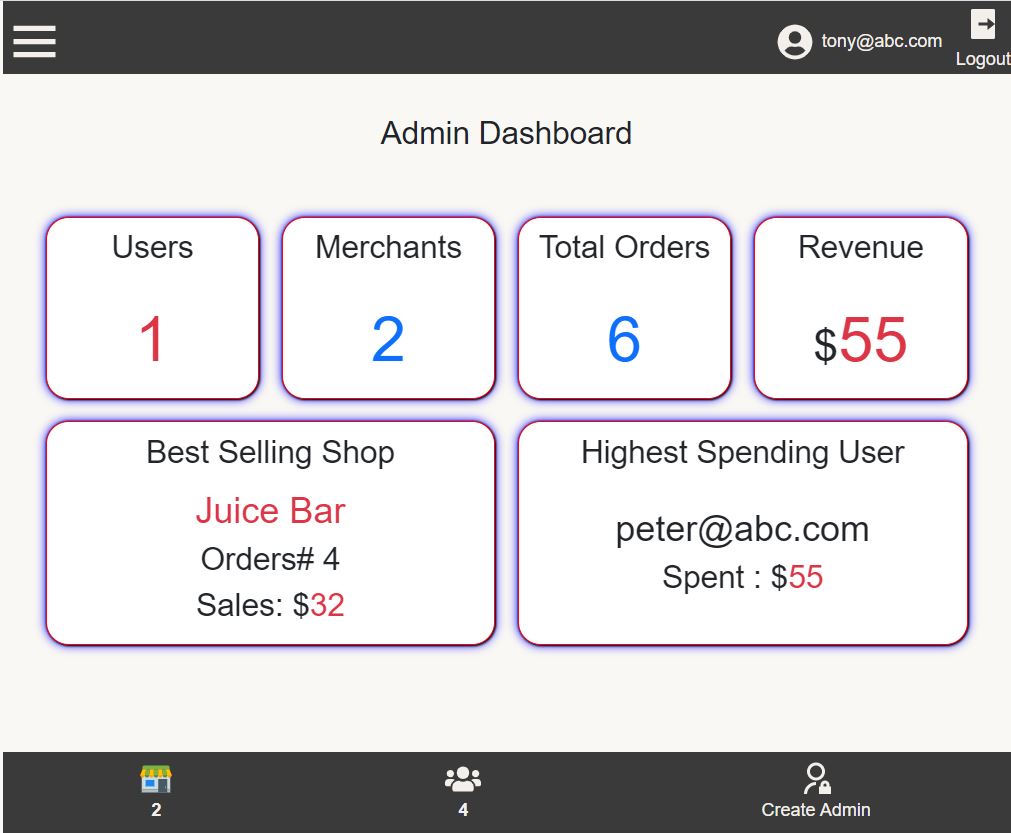 tony@abc.com
Logout
Admin Dashboard
Users
1
Merchants
2
Total Orders
6
Revenue
$55
Best Selling Shop
Juice Bar
Orders# 4
Sales: $32
Highest Spending User
peter@abc.com
Spent : $55
2
4
Create Admin